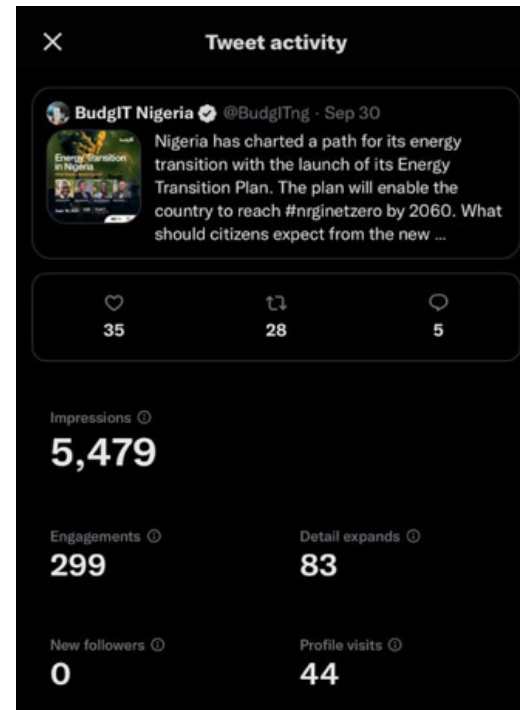 Tweet activity
BudgIT Nigeria @BudgITng · Sep 30
Energy Transition
in Nigeria
Nigeria has charted a path for its energy
transition with the launch of its Energy
Transition Plan. The plan will enable the
country to reach #nrginetzero by 2060. What
should citizens expect from the new ...
35
28
5
Impressions
5,479
Engagements
Detail expands
299
83
New followers
Profile visits
0
44